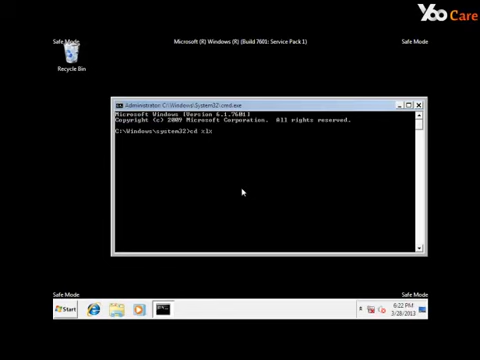 Yoo Care
Safe Mode
Microsoft (R) Windows (R) (Build 7601: Service Pack 1)
Safe Mode
Recycle Bin
Administrator: C:\Windows\System32\cmd.exe
Microsoft Windows [Version 6.1.7601]
Copyright (c) 2009 Microsoft Corporation.  All rights reserved.
C:\Windows\system32>cd
Safe Mode
Safe Mode
Start
6:22 PM
3/28/2013